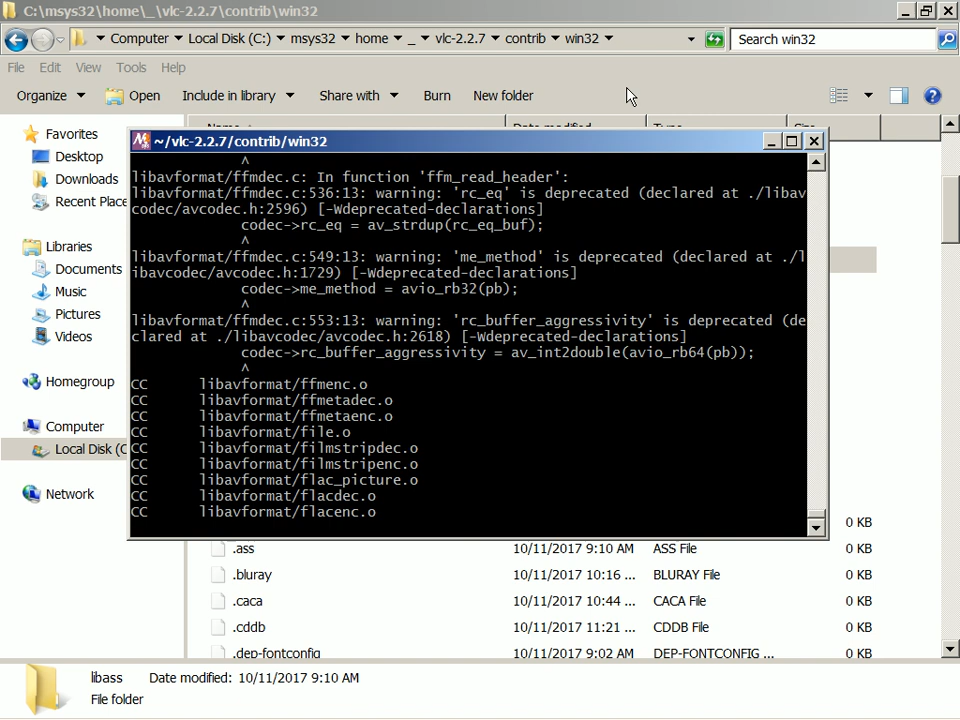 C:\msys32\home\_\vlc-2.2.7\contrib\win32
Computer Local Disk (C:) msys32 home _ vlc-2.2.7 contrib win32
Search win32
File Edit View Tools Help
Organize Open Include in library Share with Burn New folder
Name Date modified Type Size
Favorites
Desktop
Downloads
Recent Place
Libraries
Documents
Music
Pictures
Videos
Homegroup
Computer
Local Disk (C
Network
~/vlc-2.2.7/contrib/win32
^
libavformat/ffmdec.c: In function 'ffm_read_header':
libavformat/ffmdec.c:536:13: warning: 'rc_eq' is deprecated (declared at ./libav
codec/avcodec.h:2596) [-Wdeprecated-declarations]
codec->rc_eq = av_strdup(rc_eq_buf);
^
libavformat/ffmdec.c:549:13: warning: 'me_method' is deprecated (declared at ./l
ibavcodec/avcodec.h:1729) [-Wdeprecated-declarations]
codec->me_method = avio_rb32(pb);
^
libavformat/ffmdec.c:553:13: warning: 'rc_buffer_aggressivity' is deprecated (de
clared at ./libavcodec/avcodec.h:2618) [-Wdeprecated-declarations]
codec->rc_buffer_aggressivity = av_int2double(avio_rb64(pb));
^
CC libavformat/ffmenc.o
CC libavformat/ffmetadec.o
CC libavformat/ffmetaenc.o
CC libavformat/file.o
CC libavformat/filmstripdec.o
CC libavformat/filmstripenc.o
CC libavformat/flac_picture.o
CC libavformat/flacdec.o
CC libavformat/flacenc.o
0 KB
.ass 10/11/2017 9:10 AM ASS File 0 KB
.bluray 10/11/2017 10:16 ... BLURAY File 0 KB
.caca 10/11/2017 10:44 ... CACA File 0 KB
.cddb 10/11/2017 11:21 ... CDDB File 0 KB
.dep-fontconfig 10/11/2017 9:02 AM DEP-FONTCONFIG ... 0 KB
libass Date modified: 10/11/2017 9:10 AM
File folder